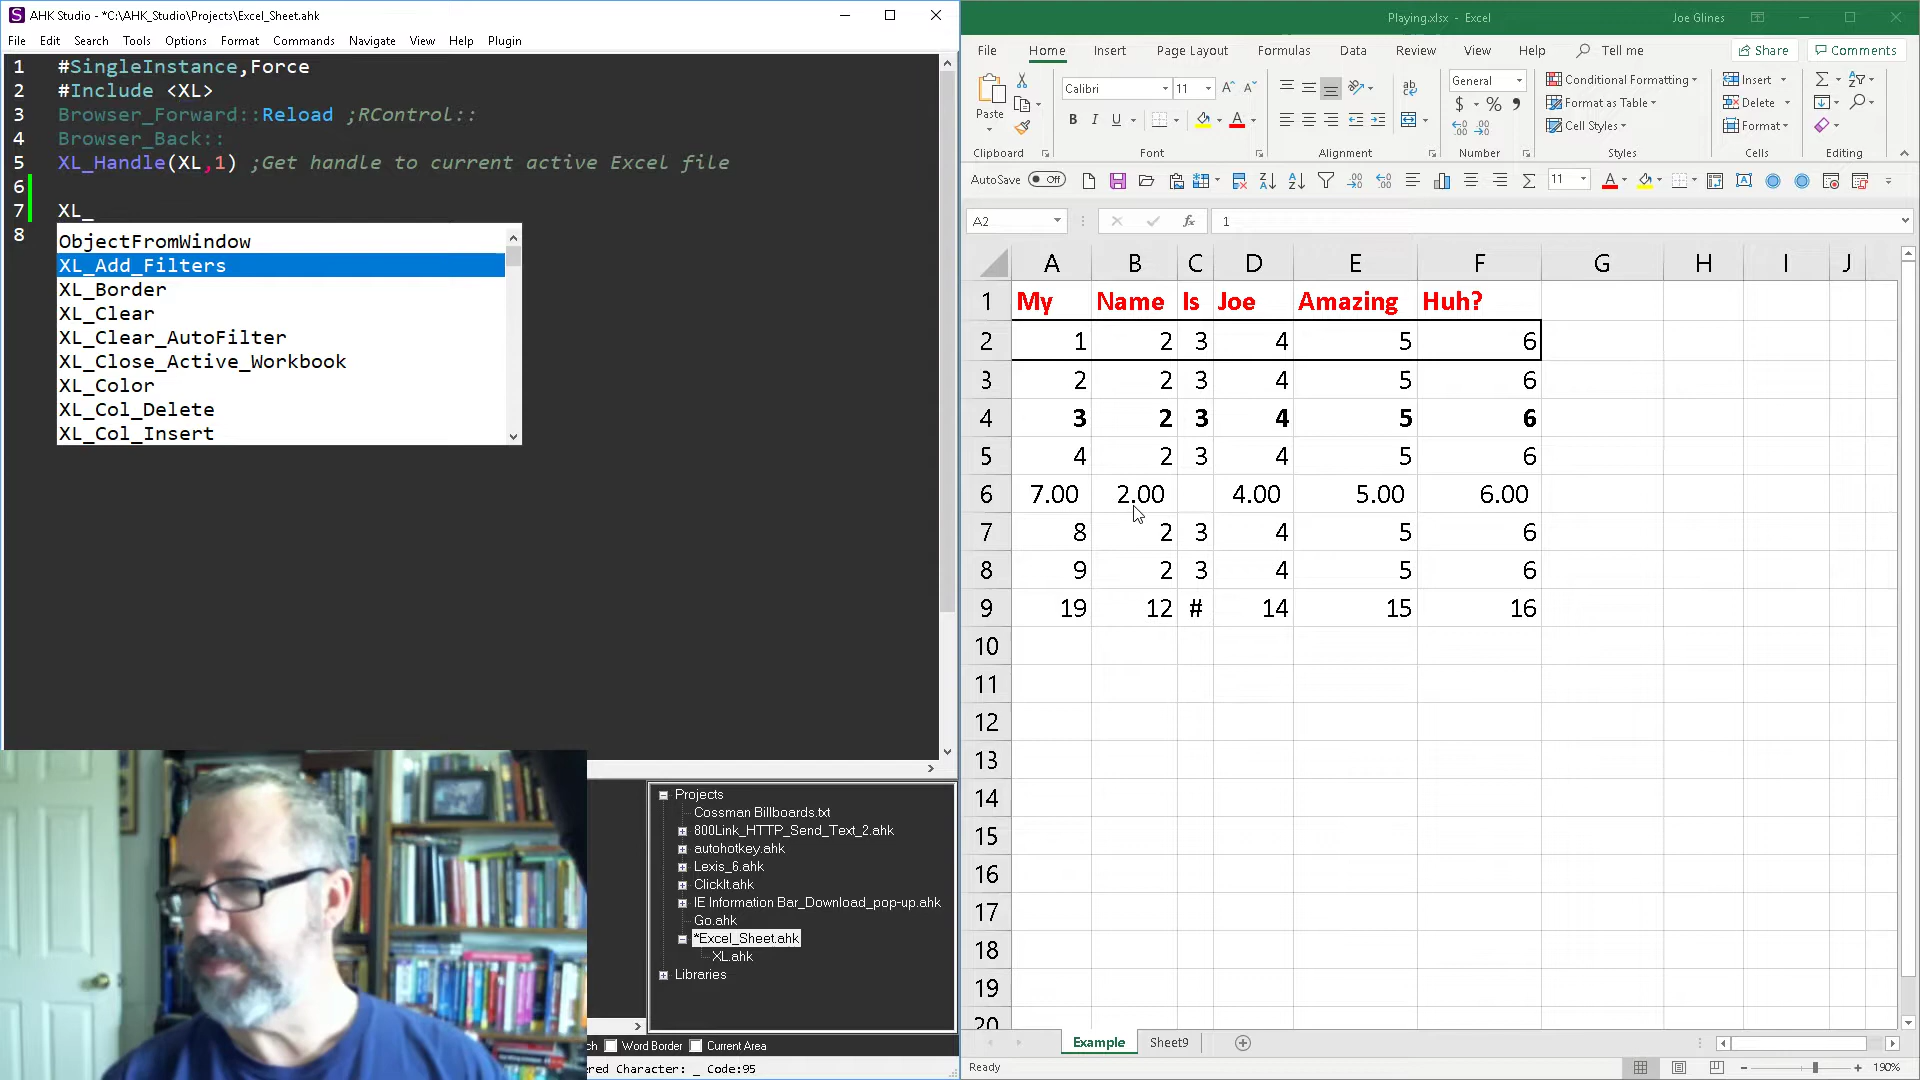 AHK Studio - *C:\AHK_Studio\Projects\Excel_Sheet.ahk
File Edit Search Tools Options Format Commands Navigate View Help Plugin
1 #SingleInstance,Force
2 #Include <XL>
3 Browser_Forward::Reload ;RControl::
4 Browser_Back::
5 XL_Handle(XL,1) ;Get handle to current active Excel file
6
7 XL_
8
ObjectFromWindow
XL_Add_Filters
XL_Border
XL_Clear
XL_Clear_AutoFilter
XL_Close_Active_Workbook
XL_Color
XL_Col_Delete
XL_Col_Insert
Projects
Cossman Billboards.txt
800Link_HTTP_Send_Text_2.ahk
autohotkey.ahk
Lexis_6.ahk
ClickIt.ahk
IE Information Bar_Download_pop-up.ahk
Go.ahk
*Excel_Sheet.ahk
XL.ahk
Libraries
ch Word Border Current Area
ered Character: _ Code:95
Playing.xlsx - Excel
Joe Glines
File Home Insert Page Layout Formulas Data Review View Help Tell me Share Comments
Paste Calibri 11 General Conditional Formatting Insert
B I U $ % Format as Table Delete
Cell Styles Format
Clipboard Font Alignment Number Styles Cells Editing
AutoSave Off 11
A2 fx 1
A B C D E F G H I J
1 My Name Is Joe Amazing Huh?
2 1 2 3 4 5 6
3 2 2 3 4 5 6
4 3 2 3 4 5 6
5 4 2 3 4 5 6
6 7.00 2.00 4.00 5.00 6.00
7 8 2 3 4 5 6
8 9 2 3 4 5 6
9 19 12 # 14 15 16
10
11
12
13
14
15
16
17
18
19
20
Example Sheet9
Ready 190%